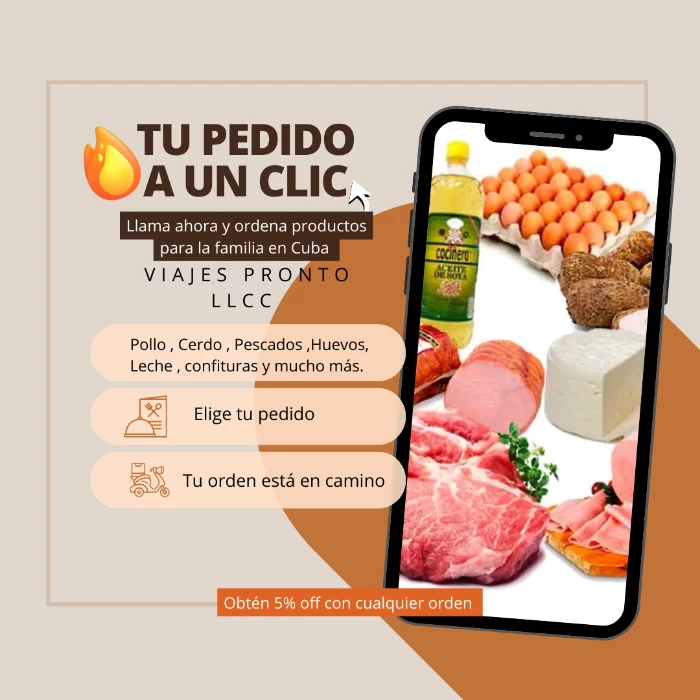 TU PEDIDO
A UN CLIC
Llama ahora y ordena productos
para la familia en Cuba
VIAJES PRONTO
LLCC
Pollo , Cerdo , Pescados ,Huevos,
Leche , confituras y mucho más.
Elige tu pedido
Tu orden está en camino
Obtén 5% off con cualquier orden
cocinero
ACEITE
DE SOYA